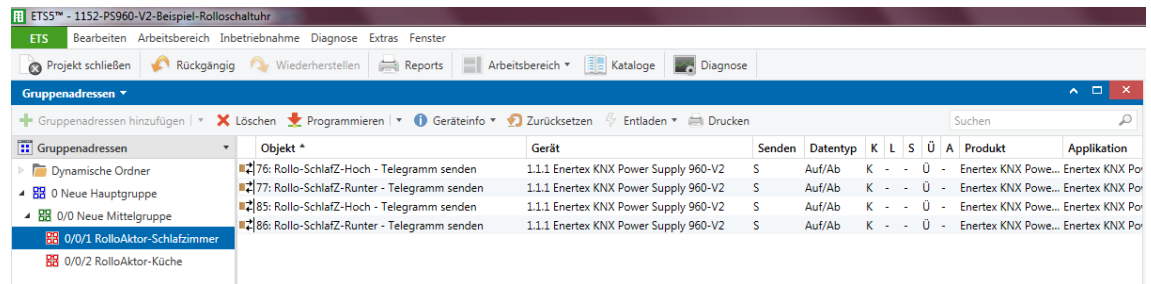 ETS5™ - 1152-PS960-V2-Beispiel-Rolloschaltuhr
ETS Bearbeiten Arbeitsbereich Inbetriebnahme Diagnose Extras Fenster
Projekt schließen Rückgängig Wiederherstellen Reports Arbeitsbereich Kataloge Diagnose
Gruppenadressen
Gruppenadressen hinzufügen Löschen Programmieren Geräteinfo Zurücksetzen Entladen Drucken Suchen
Gruppenadressen Objekt Gerät Senden Datentyp K L S Ü A Produkt Applikation
Dynamische Ordner 76: Rollo-SchlafZ-Hoch - Telegramm senden 1.1.1 Enertex KNX Power Supply 960-V2 S Auf/Ab K - - Ü - Enertex KNX Powe... Enertex KNX Po
0 Neue Hauptgruppe 77: Rollo-SchlafZ-Runter - Telegramm senden 1.1.1 Enertex KNX Power Supply 960-V2 S Auf/Ab K - - Ü - Enertex KNX Powe... Enertex KNX Po
0/0 Neue Mittelgruppe 85: Rollo-SchlafZ-Hoch - Telegramm senden 1.1.1 Enertex KNX Power Supply 960-V2 S Auf/Ab K - - Ü - Enertex KNX Powe... Enertex KNX Po
0/0/1 RolloAktor-Schlafzimmer 86: Rollo-SchlafZ-Runter - Telegramm senden 1.1.1 Enertex KNX Power Supply 960-V2 S Auf/Ab K - - Ü - Enertex KNX Powe... Enertex KNX Po
0/0/2 RolloAktor-Küche